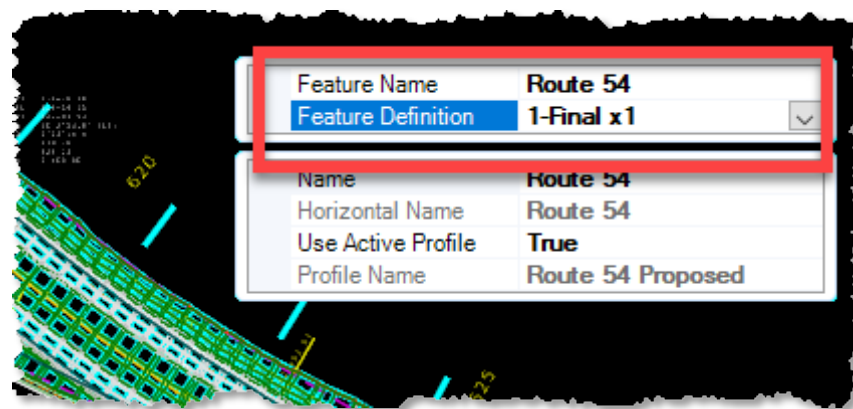 Feature Name Route 54
Feature Definition 1-Final x1
Name Route 54
Horizontal Name Route 54
Use Active Profile True
Profile Name Route 54 Proposed
620
625